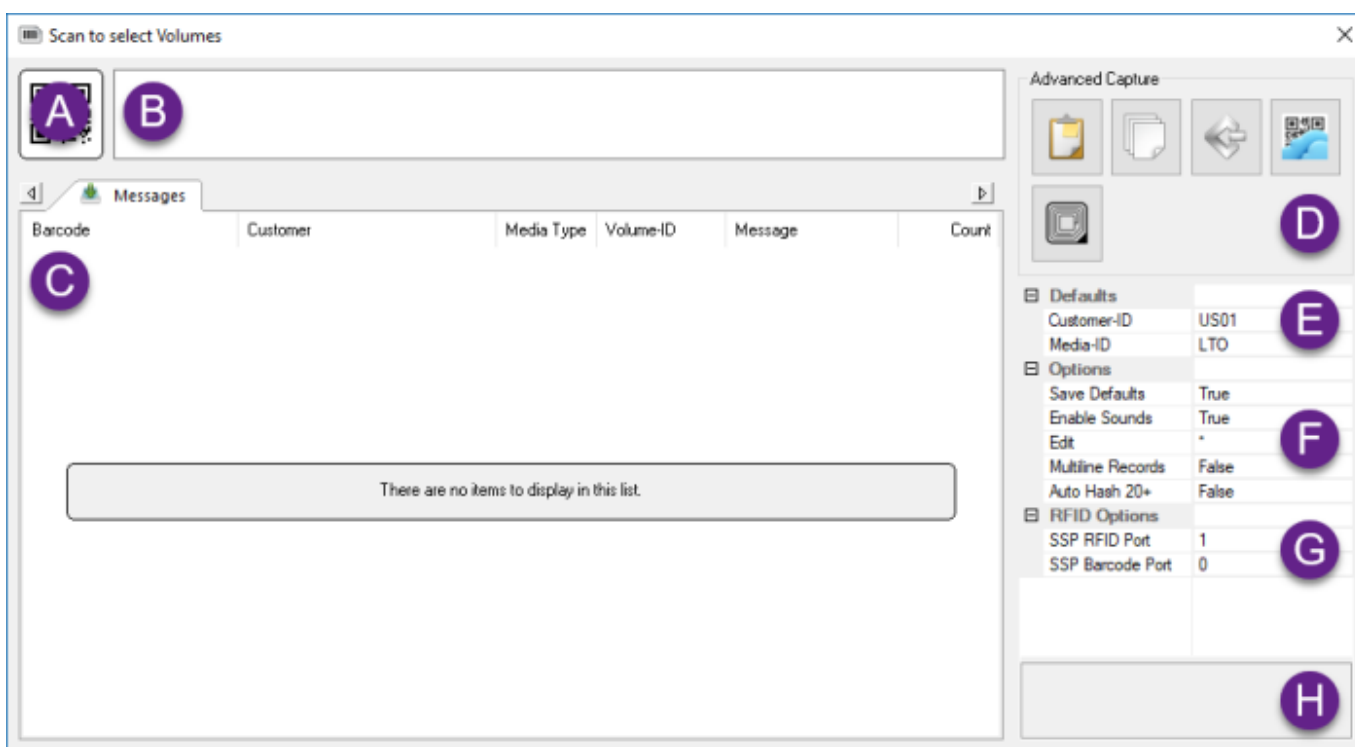 Scan to select Volumes
A
B
Advanced Capture
Messages
Barcode Customer Media Type Volume-ID Message Count
C
D
Defaults
Customer-ID US01
E
Media-ID LTO
Options
Save Defaults True
Enable Sounds True
F
Edit *
Multiline Records False
Auto Hash 20+ False
There are no items to display in this list.
RFID Options
SSP RFID Port 1
G
SSP Barcode Port 0
H